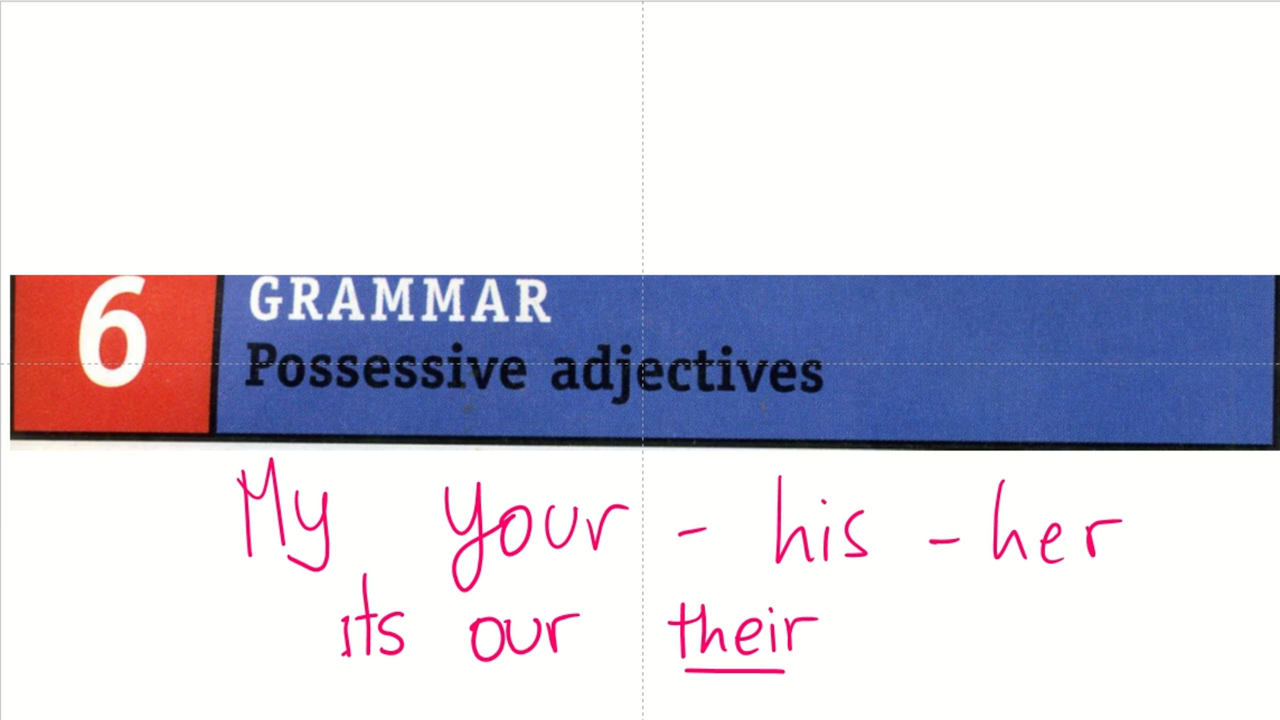 6 GRAMMAR
Possessive adjectives
My your - his - her
its our their